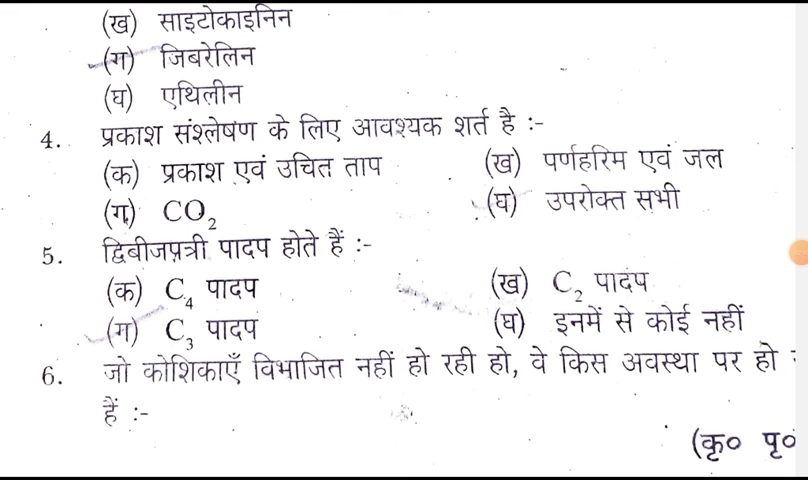 (ख) साइटोकाइनिन
(ग) जिबरेलिन
(घ) एथिलीन
4. प्रकाश संश्लेषण के लिए आवश्यक शर्त है :-
(क) प्रकाश एवं उचित ताप (ख) पर्णहरिम एवं जल
(ग) CO₂ (घ) उपरोक्त सभी
5. द्विबीजपत्री पादप होते हैं :-
(क) C₄ पादप (ख) C₂ पादप
(ग) C₃ पादप (घ) इनमें से कोई नहीं
6. जो कोशिकाएँ विभाजित नहीं हो रही हो, वे किस अवस्था पर हो
हैं :-
(कृ० पृ०